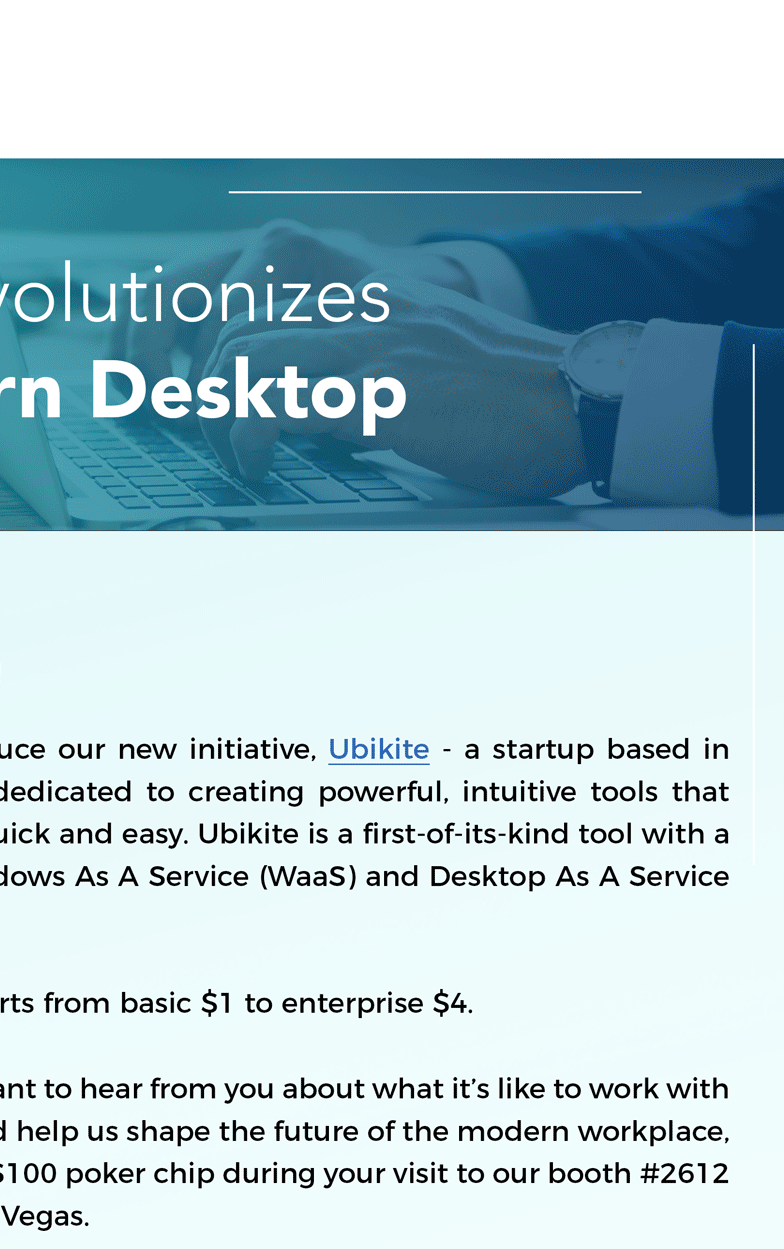 volutionizes
rn Desktop
uce our new initiative, Ubikite - a startup based in
dedicated to creating powerful, intuitive tools that
uick and easy. Ubikite is a first-of-its-kind tool with a
dows As A Service (WaaS) and Desktop As A Service
rts from basic $1 to enterprise $4.
ant to hear from you about what it’s like to work with
d help us shape the future of the modern workplace,
$100 poker chip during your visit to our booth #2612
Vegas.